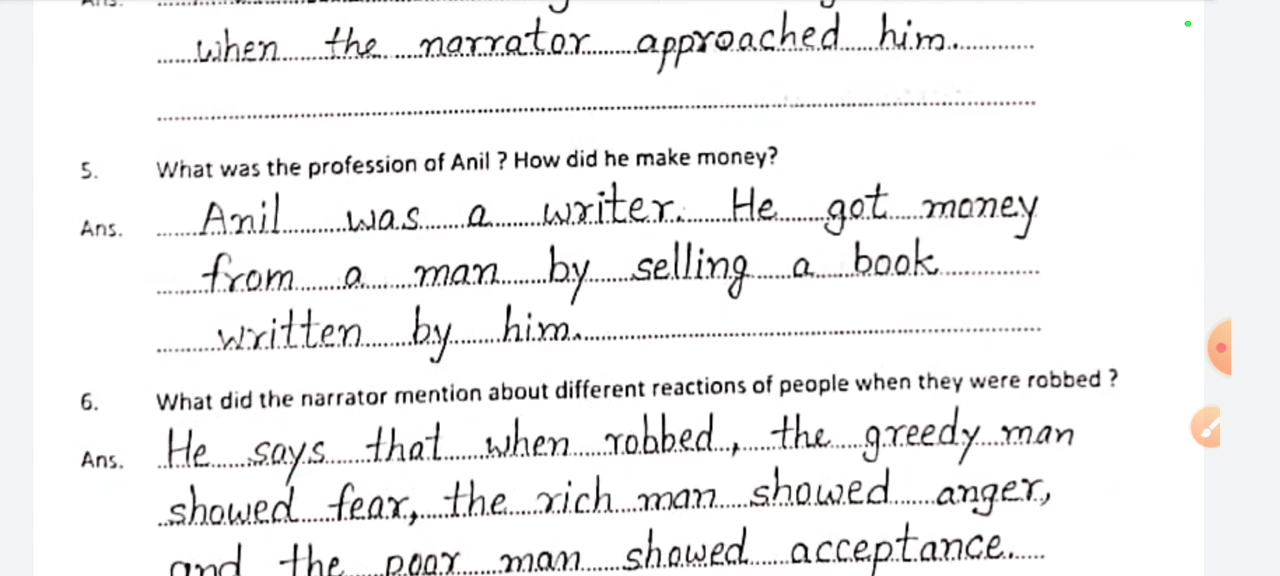 when the narrator approached him.
5. What was the profession of Anil ? How did he make money?
Ans. Anil was a writer. He got money
from a man by selling a book
written by him.
6. What did the narrator mention about different reactions of people when they were robbed ?
Ans. He says that when robbed, the greedy man
showed fear, the rich man showed anger,
and the poor man showed acceptance.